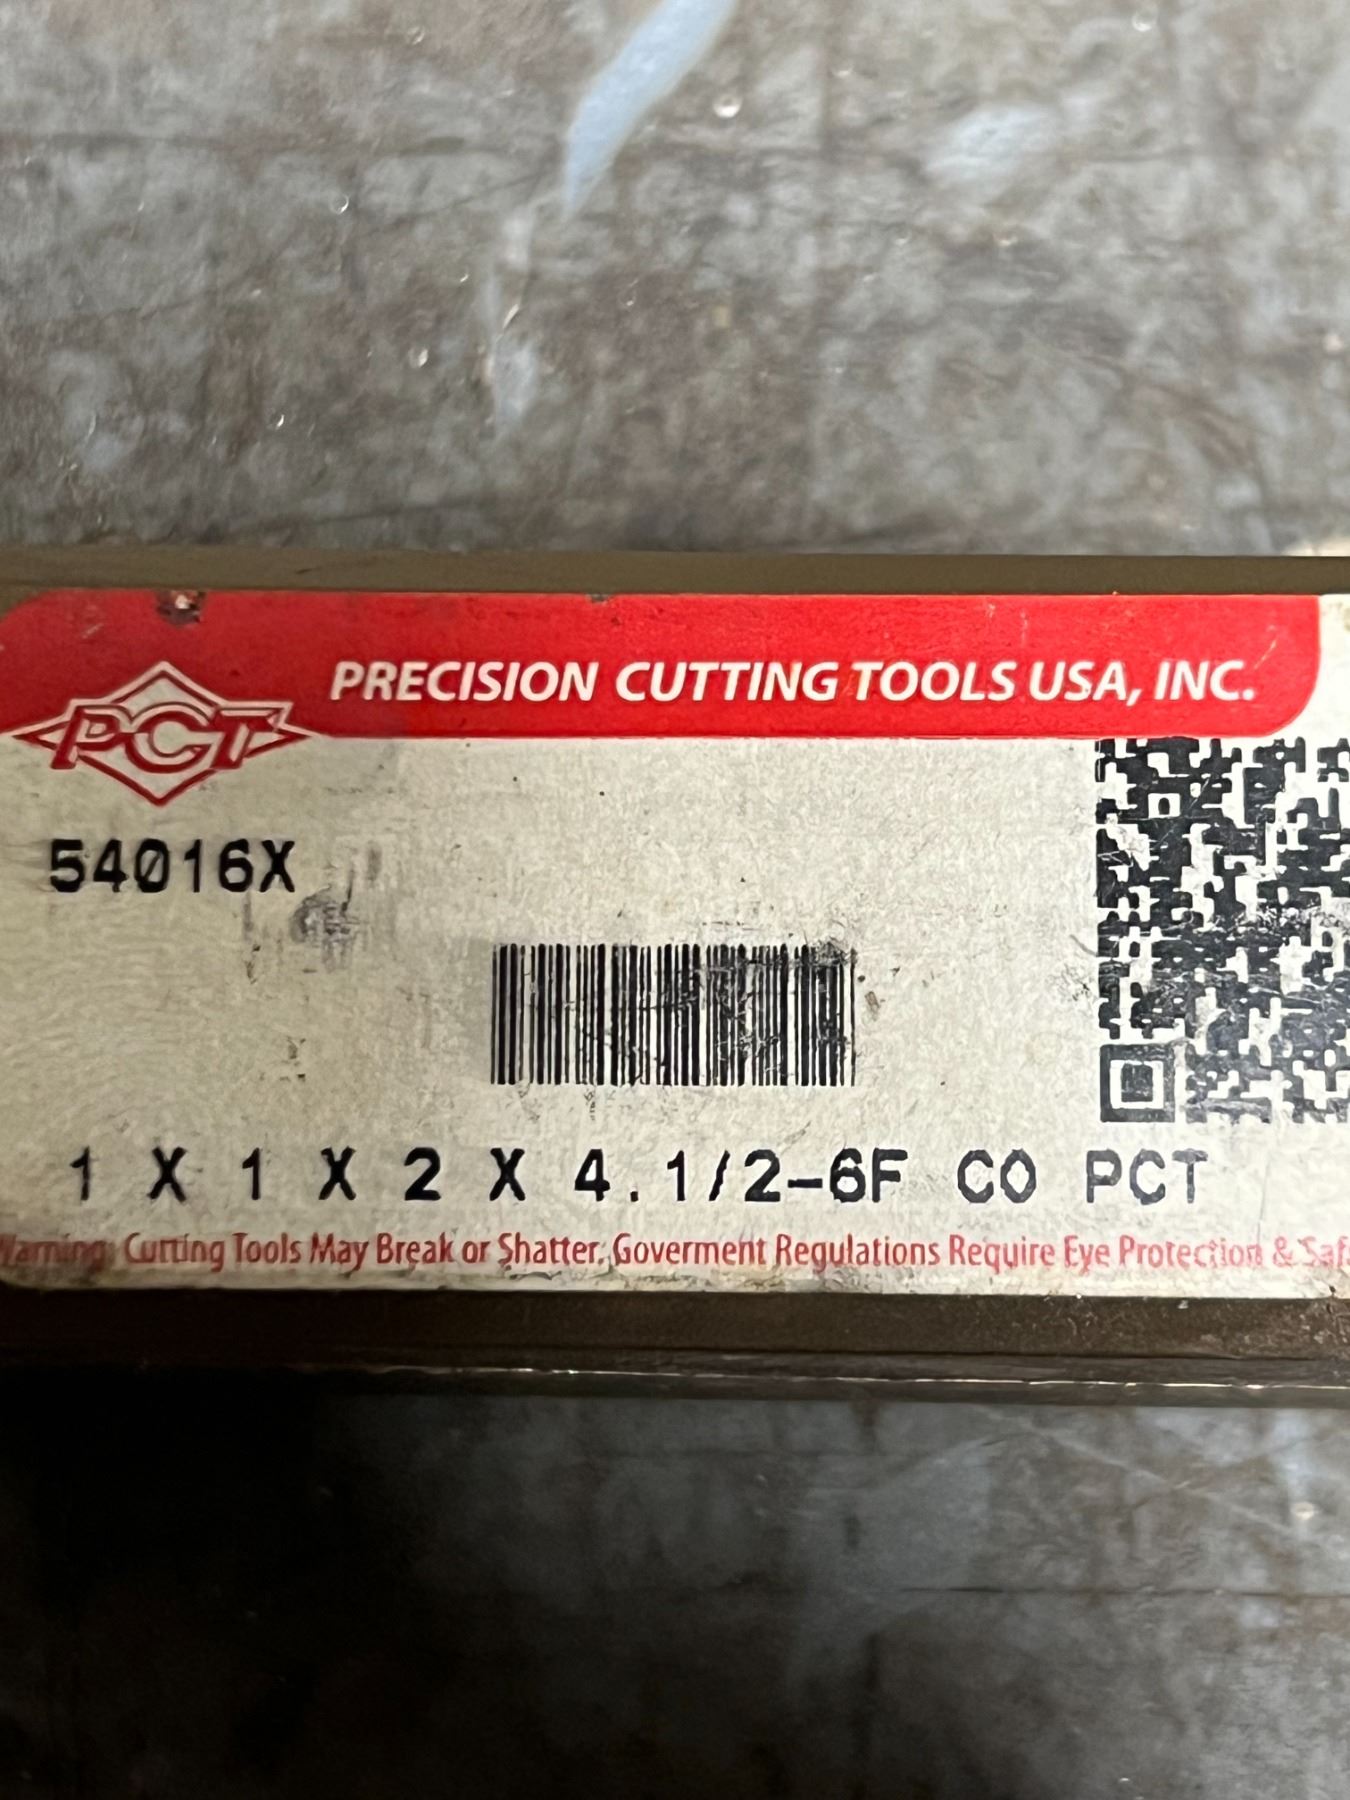 PRECISION CUTTING TOOLS USA, INC.
PCT
54016X
1 X 1 X 2 X 4.1/2-6F CO PCT
Warning: Cutting Tools May Break or Shatter. Goverment Regulations Require Eye Protection &